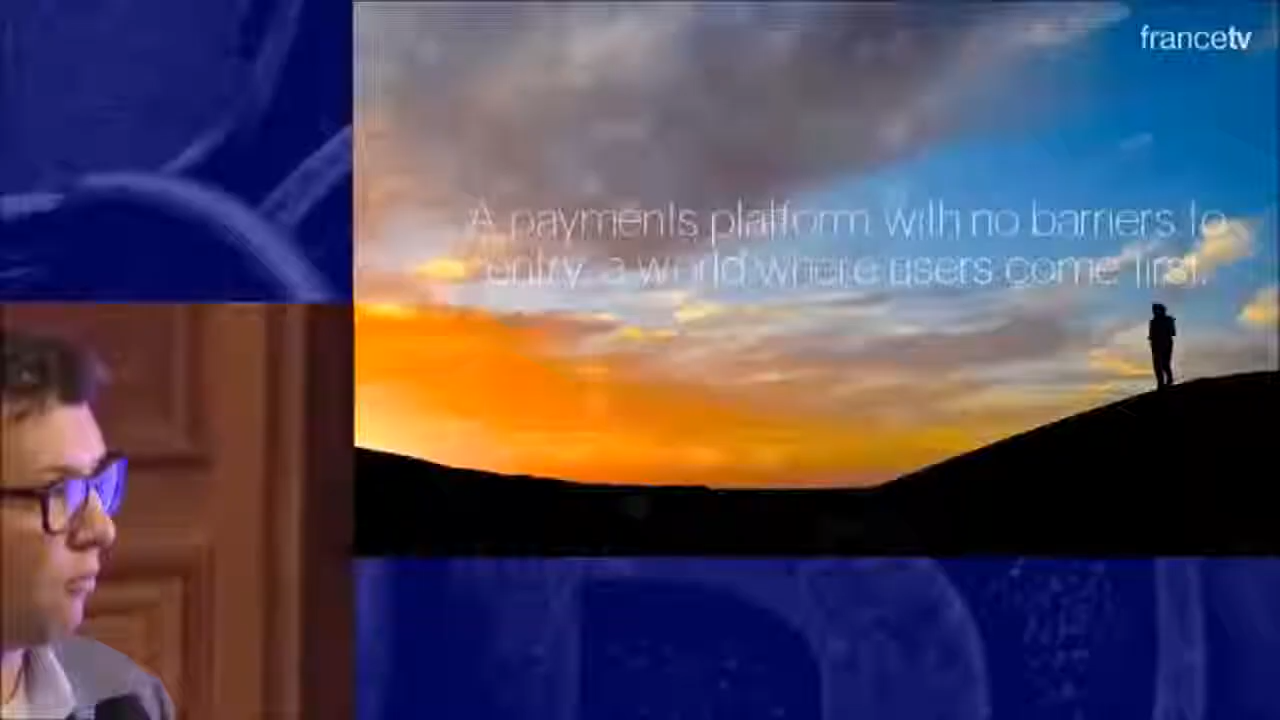 francetv
A payments platform with no barriers to
entry, a world where users come first.